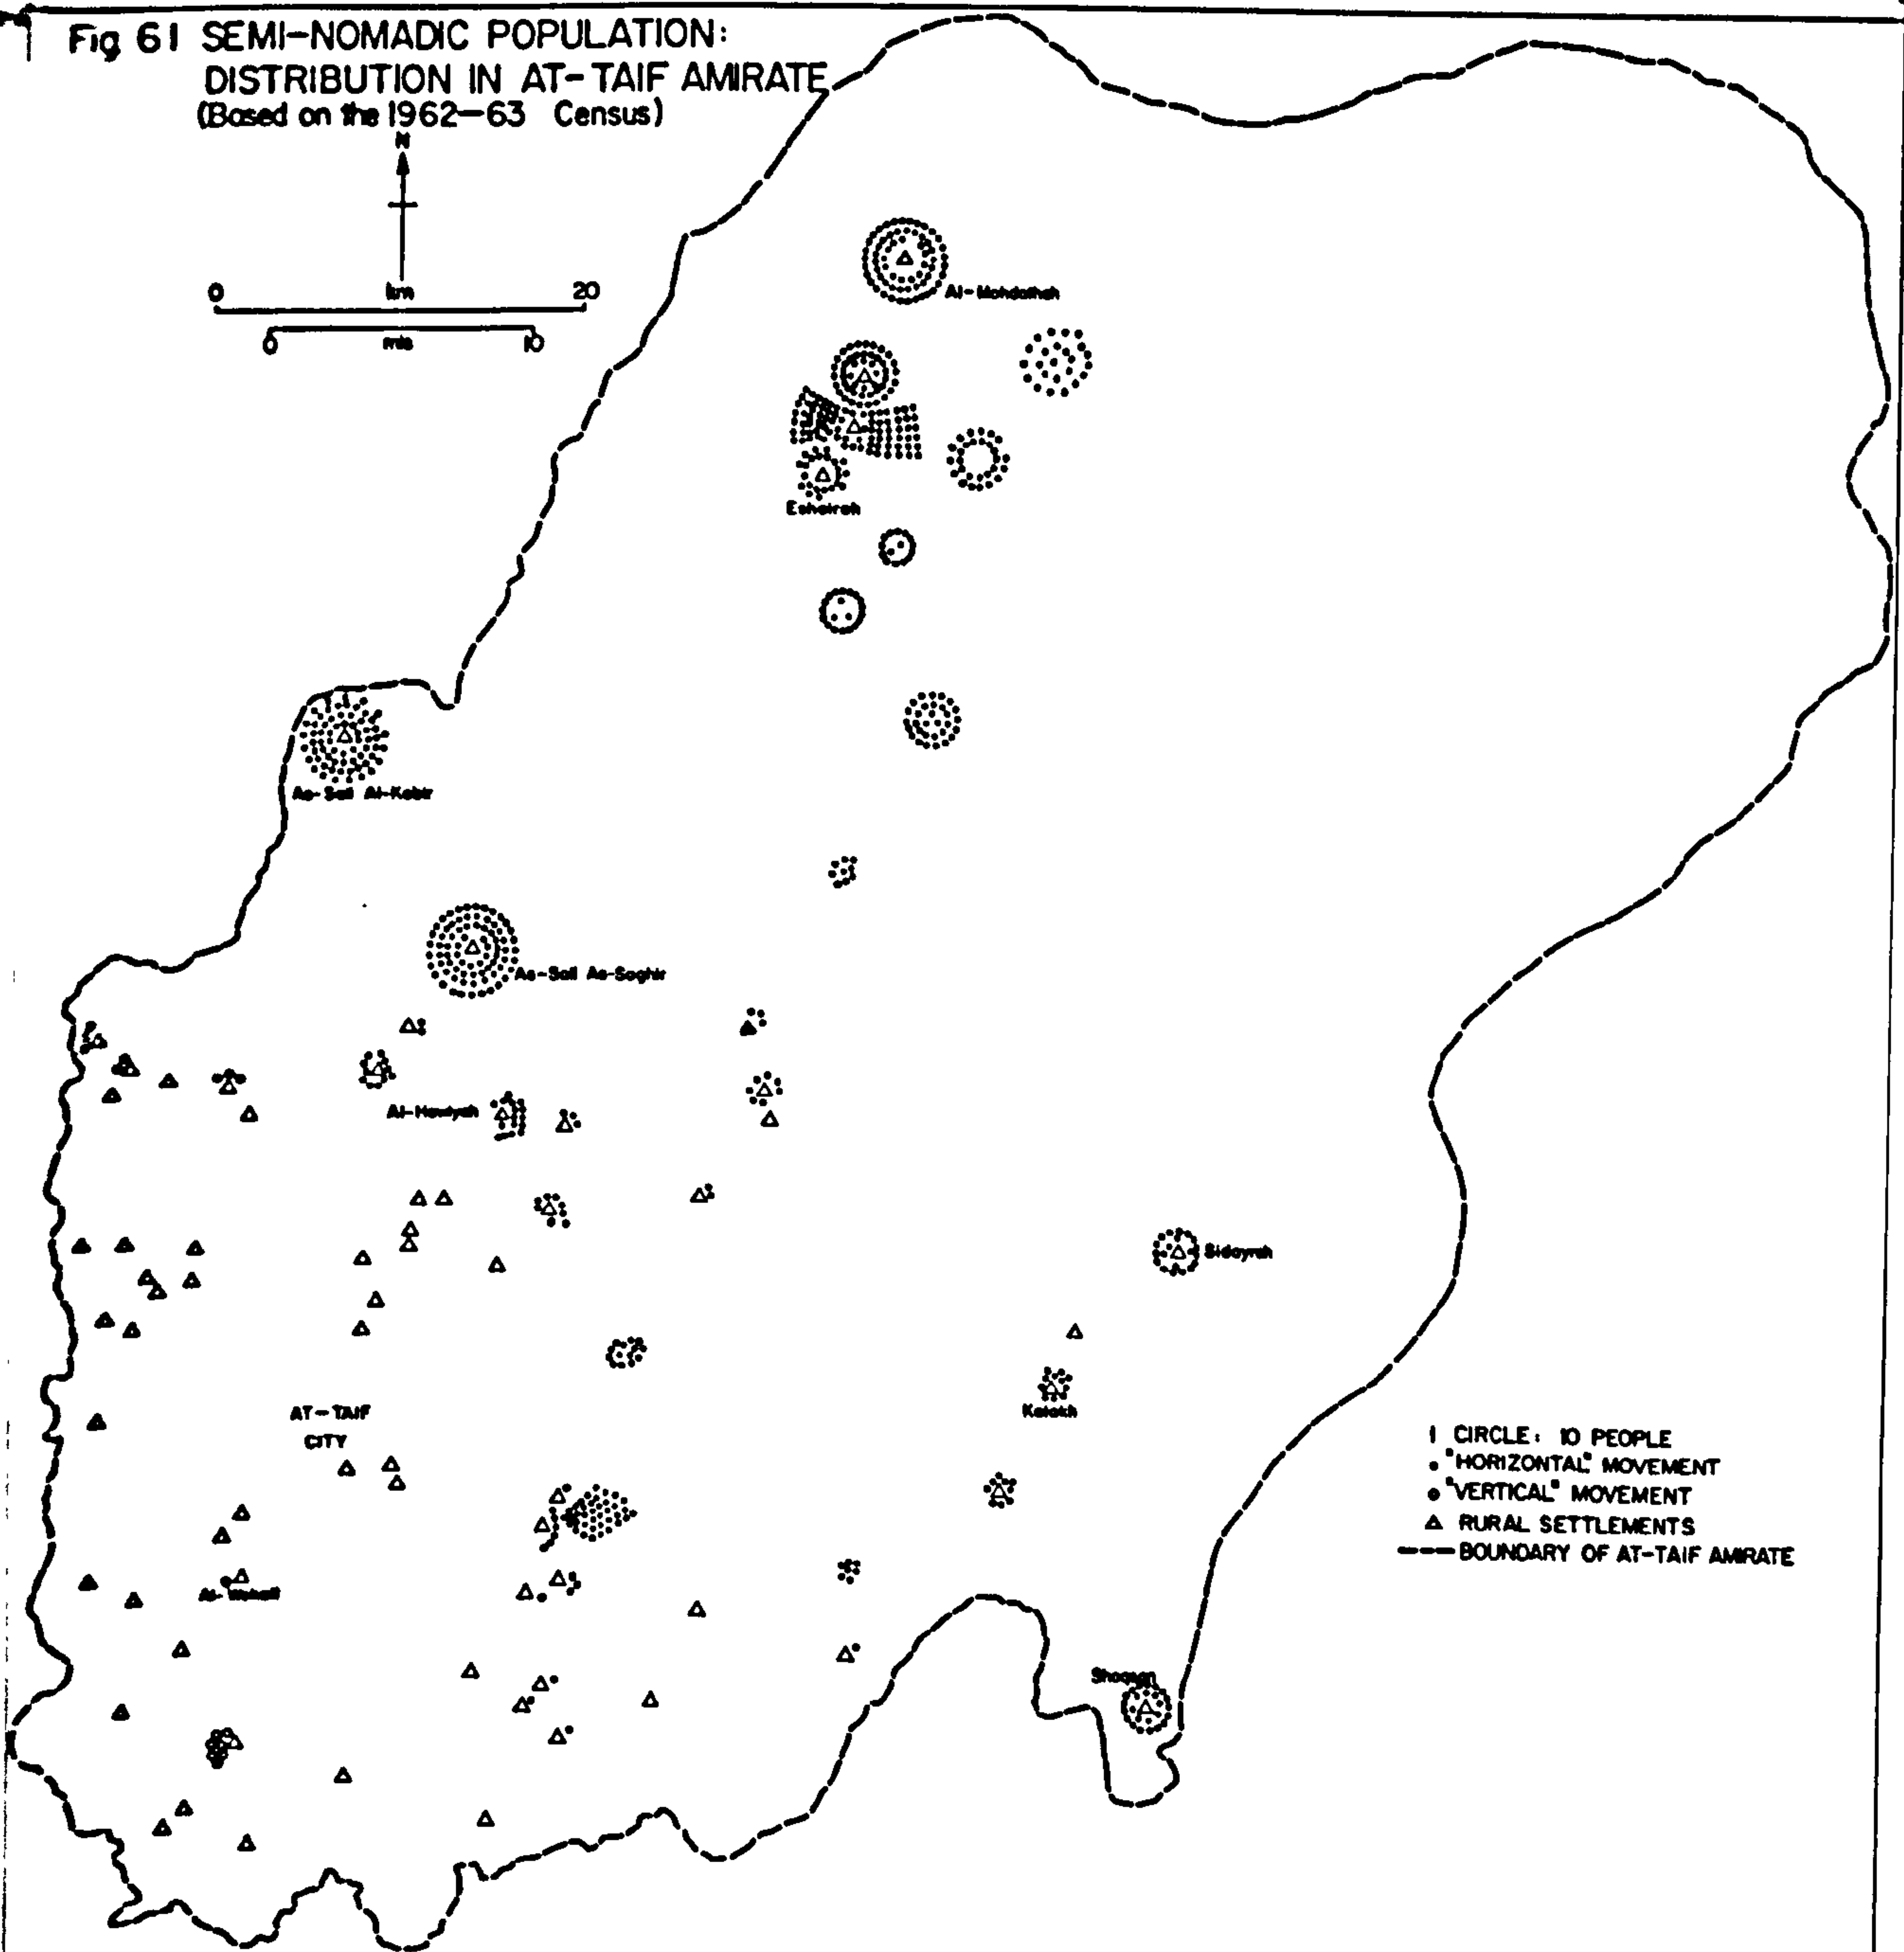 Fig 61 SEMI-NOMADIC POPULATION:
DISTRIBUTION IN AT-TAIF AMIRATE
(Based on the 1962-63 Census)
N
0 km 20
0 mls 10
Al-Mohdathah
Eshairah
As-Sail Al-Kabir
As-Sail As-Saghir
Al-Hawiyah
Sidayrah
Kalakh
AT-TAIF
CITY
1 CIRCLE: 10 PEOPLE
"HORIZONTAL" MOVEMENT
"VERTICAL" MOVEMENT
RURAL SETTLEMENTS
BOUNDARY OF AT-TAIF AMIRATE